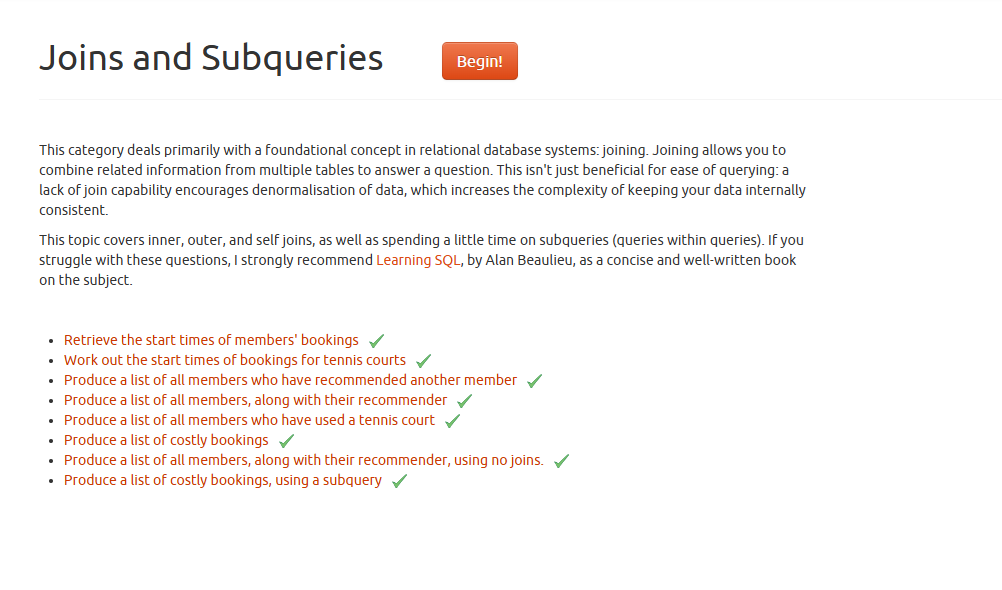 Joins and Subqueries
Begin!
This category deals primarily with a foundational concept in relational database systems: joining. Joining allows you to
combine related information from multiple tables to answer a question. This isn't just beneficial for ease of querying: a
lack of join capability encourages denormalisation of data, which increases the complexity of keeping your data internally
consistent.
This topic covers inner, outer, and self joins, as well as spending a little time on subqueries (queries within queries). If you
struggle with these questions, I strongly recommend Learning SQL, by Alan Beaulieu, as a concise and well-written book
on the subject.
Retrieve the start times of members' bookings
Work out the start times of bookings for tennis courts
Produce a list of all members who have recommended another member
Produce a list of all members, along with their recommender
Produce a list of all members who have used a tennis court
Produce a list of costly bookings
Produce a list of all members, along with their recommender, using no joins.
Produce a list of costly bookings, using a subquery